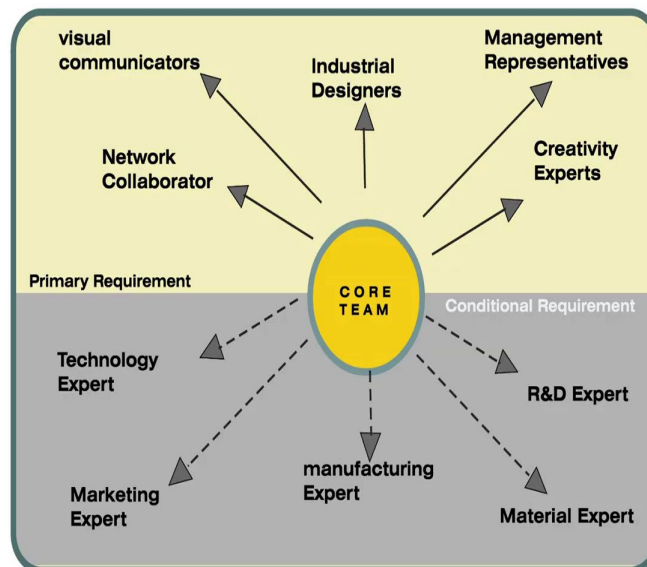 visual
communicators
Industrial
Designers
Management
Representatives
Network
Collaborator
Creativity
Experts
Primary Requirement
CORE
TEAM
Conditional Requirement
Technology
Expert
R&D Expert
Marketing
Expert
manufacturing
Expert
Material Expert